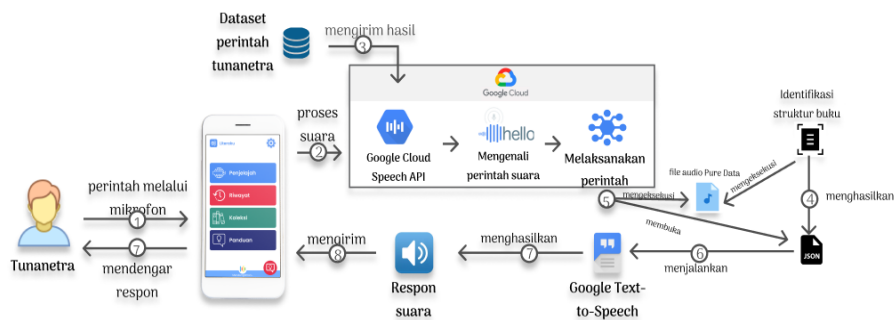 Dataset
perintah
tunanetra
mengirim hasil
3
Google Cloud
Identifikasi
struktur buku
proses
suara
2
hello
Google Cloud
Speech API
Mengenali
perintah suara
Melaksanakan
perintah
file audio Pure Data
mengeksekusi
mengeksekusi
5
4
menghasilkan
membuka
perintah melalui
mikrofon
1
7
mendengar
respon
Tunanetra
Penjelajah
Riwayat
Koleksi
Panduan
mengirim
8
Respon
suara
menghasilkan
7
Google Text-
to-Speech
6
menjalankan
JSON